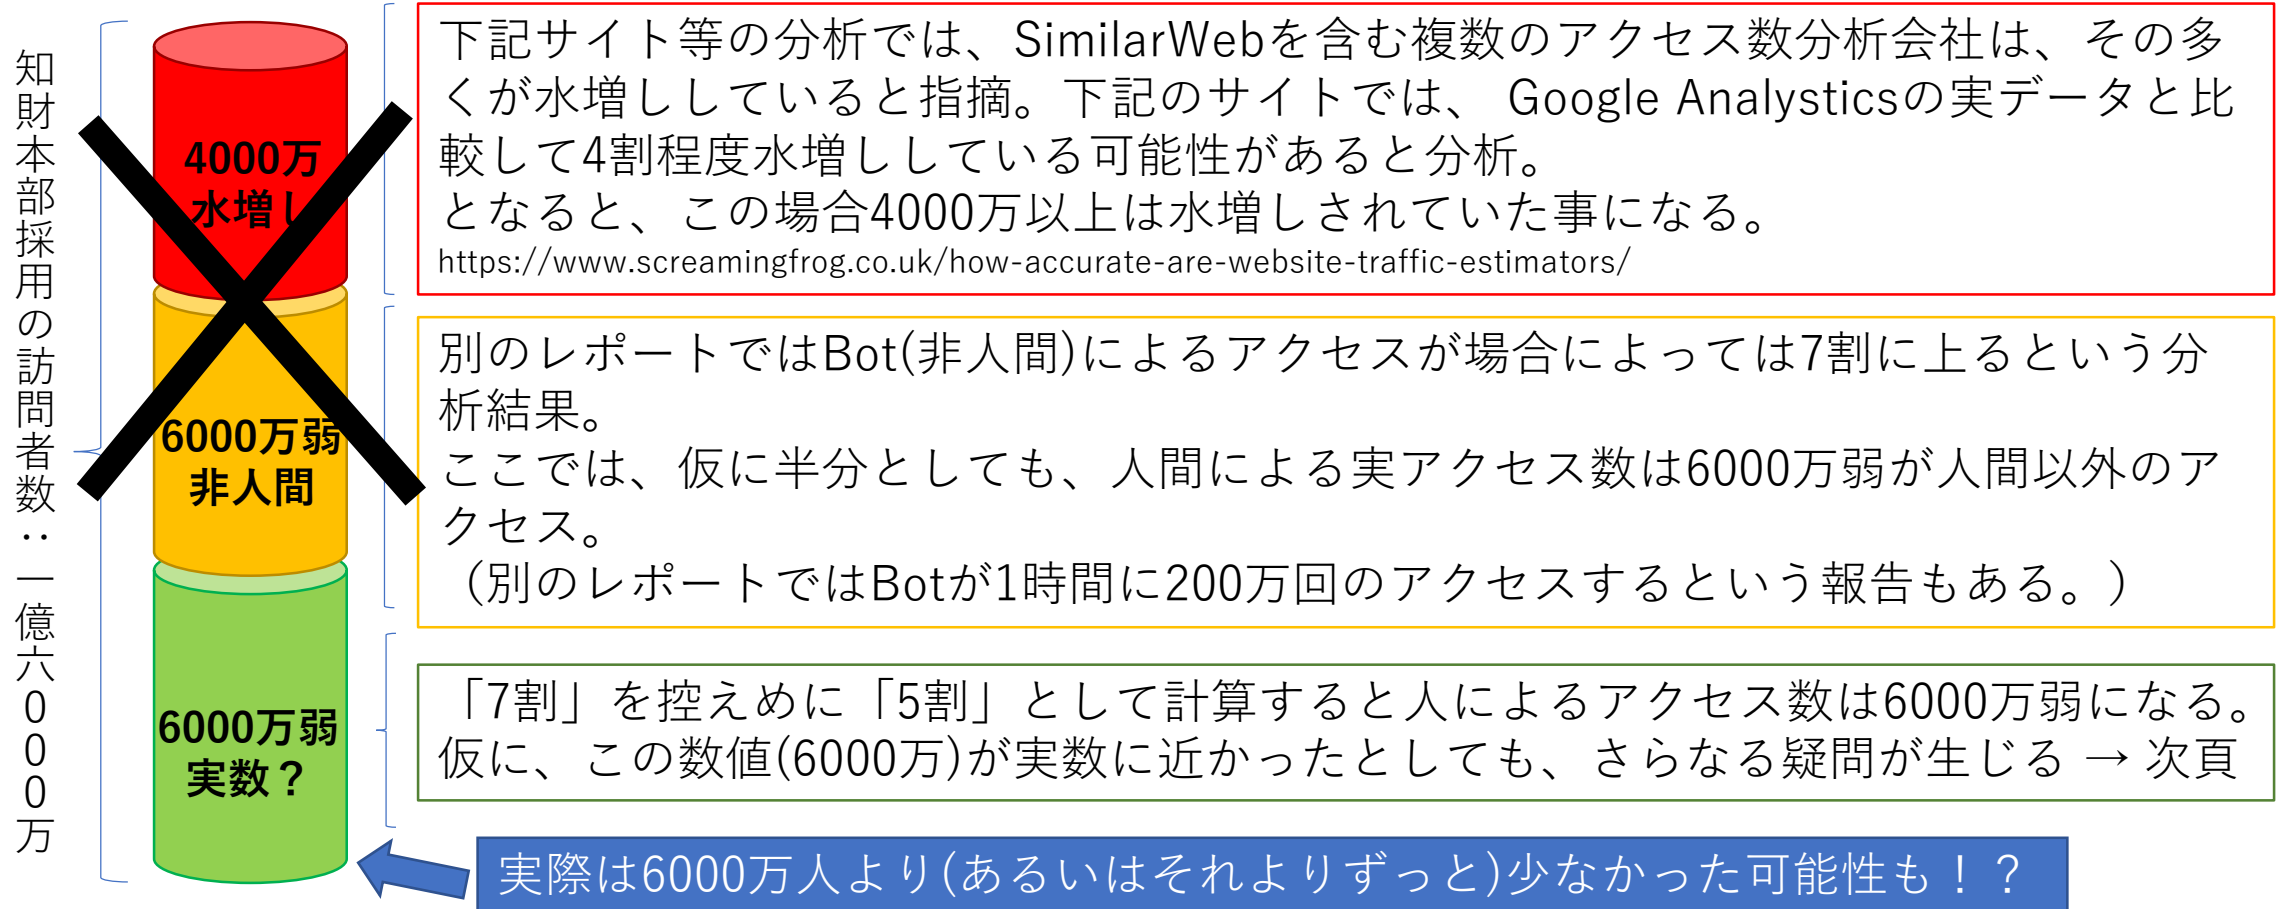 知財本部採用の訪問者数：一億六000万
4000万
水増し
6000万弱
非人間
6000万弱
実数？
下記サイト等の分析では、SimilarWebを含む複数のアクセス数分析会社は、その多
くが水増ししていると指摘。下記のサイトでは、 Google Analysticsの実データと比
較して4割程度水増ししている可能性があると分析。
となると、この場合4000万以上は水増しされていた事になる。
https://www.screamingfrog.co.uk/how-accurate-are-website-traffic-estimators/
別のレポートではBot(非人間)によるアクセスが場合によっては7割に上るという分
析結果。
ここでは、仮に半分としても、人間による実アクセス数は6000万弱が人間以外のア
クセス。
（別のレポートではBotが1時間に200万回のアクセスするという報告もある。）
「7割」を控えめに「5割」として計算すると人によるアクセス数は6000万弱になる。
仮に、この数値(6000万)が実数に近かったとしても、さらなる疑問が生じる → 次頁
実際は6000万人より(あるいはそれよりずっと)少なかった可能性も！？